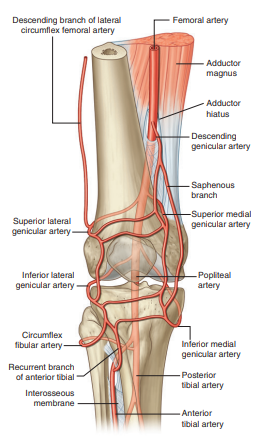 Descending branch of lateral
circumflex femoral artery
Femoral artery
Adductor
magnus
Adductor
hiatus
Descending
genicular artery
Saphenous
branch
Superior lateral
genicular artery
Superior medial
genicular artery
Inferior lateral
genicular artery
Popliteal
artery
Circumflex
fibular artery
Inferior medial
genicular artery
Recurrent branch
of anterior tibial
Posterior
tibial artery
Interosseous
membrane
Anterior
tibial artery